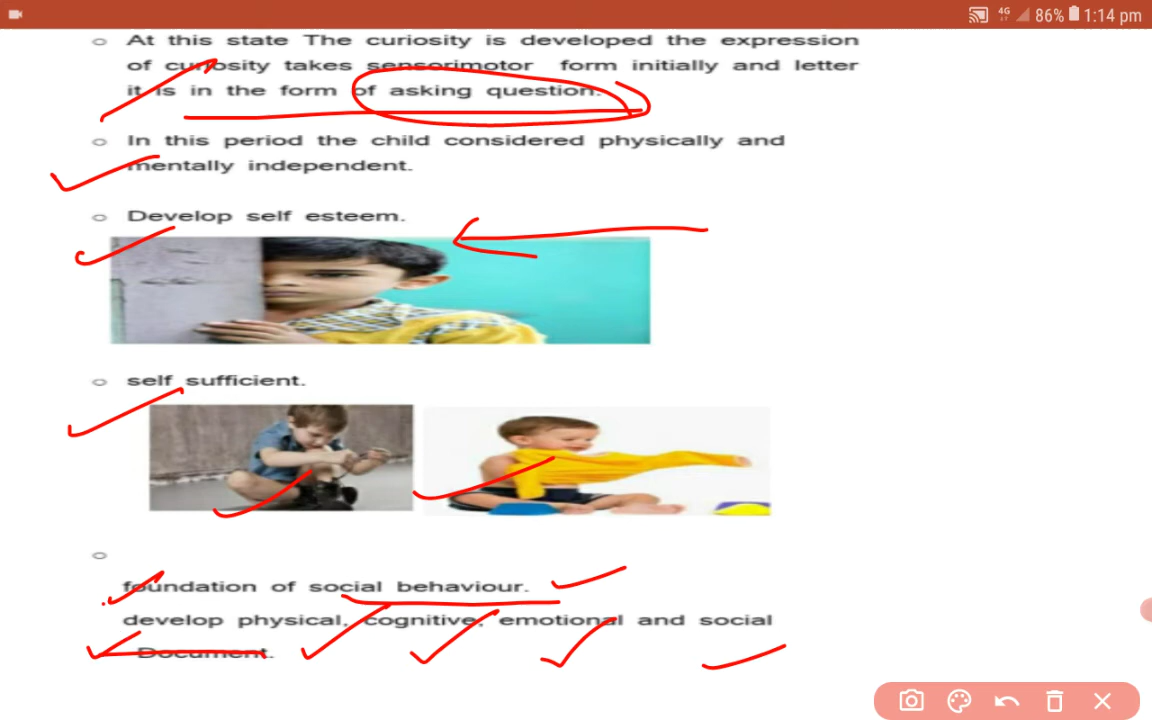 4G 86% 1:14 pm
At this state The curiosity is developed the expression
of curiosity takes sensorimotor form initially and letter
it is in the form of asking question.
In this period the child considered physically and
mentally independent.
Develop self esteem.
self sufficient.
foundation of social behaviour.
develop physical, cognitive, emotional and social
Document.